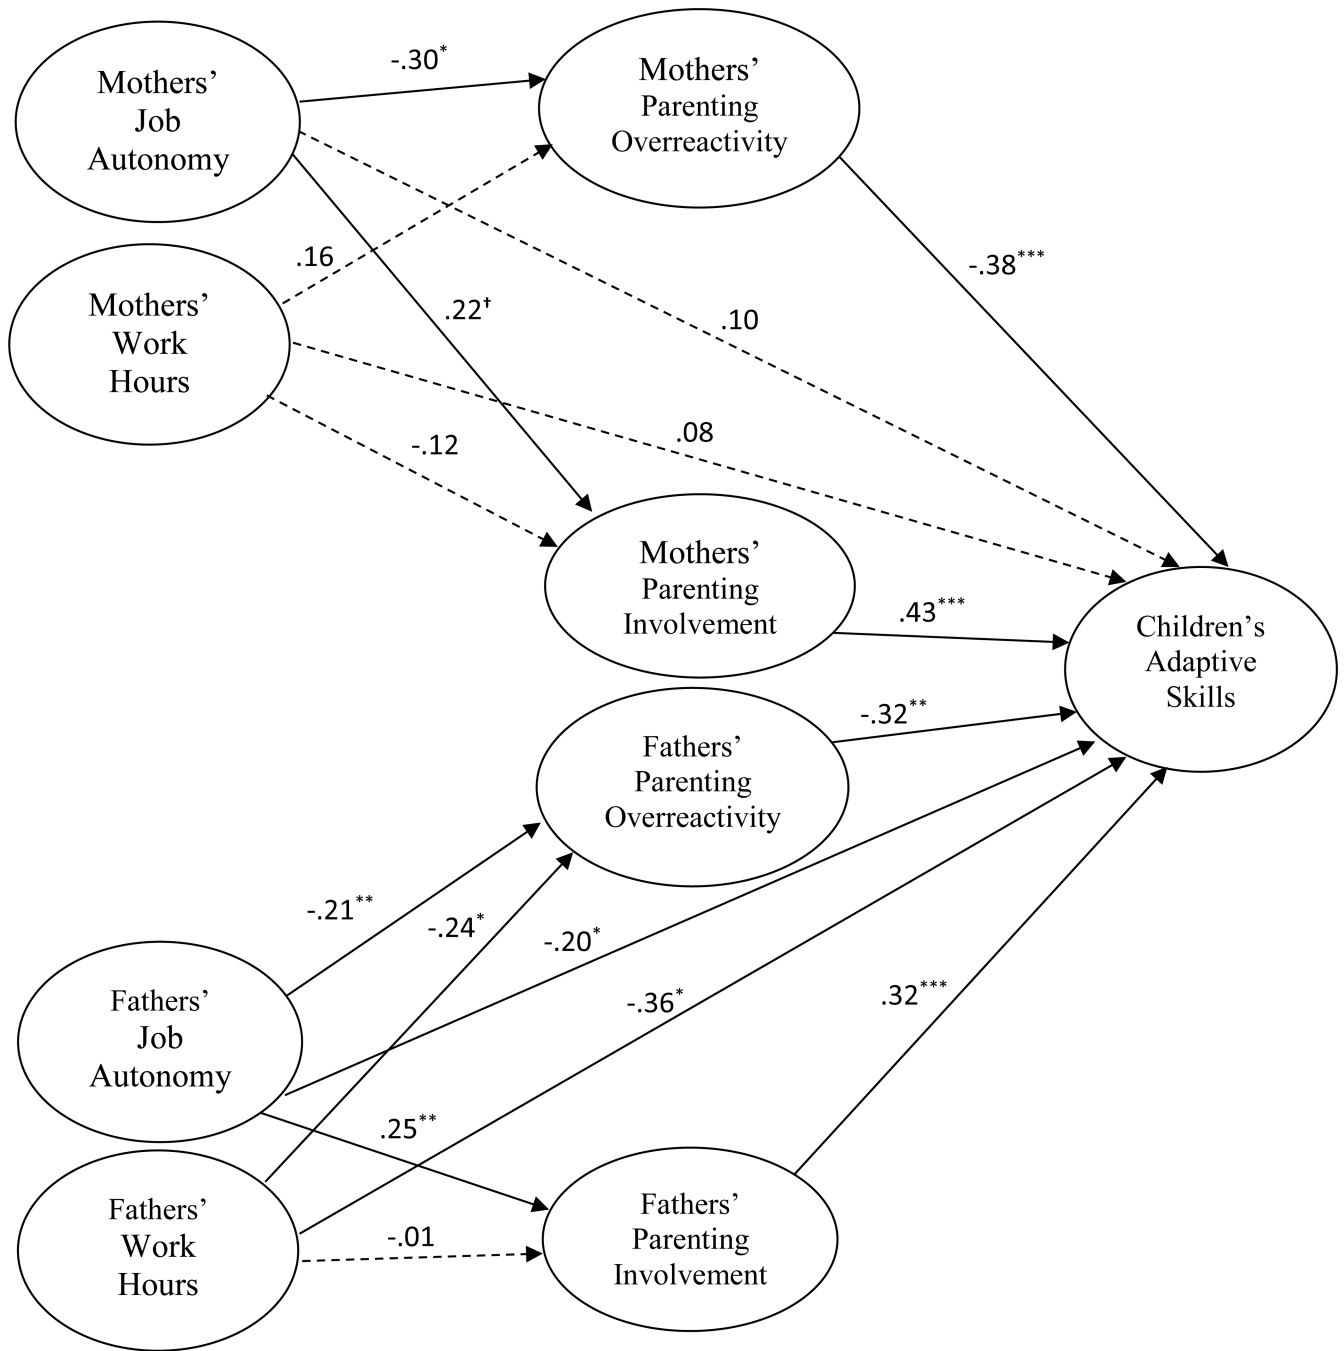 Mothers’
Job
Autonomy
-.30*
Mothers’
Parenting
Overreactivity
Mothers’
Work
Hours
.16
.22†
-.38***
.10
-.12
.08
Mothers’
Parenting
Involvement
.43***
Children’s
Adaptive
Skills
Fathers’
Parenting
Overreactivity
-.32**
-.21**
-.24*
-.20*
-.36*
.32***
Fathers’
Job
Autonomy
.25**
Fathers’
Work
Hours
-.01
Fathers’
Parenting
Involvement